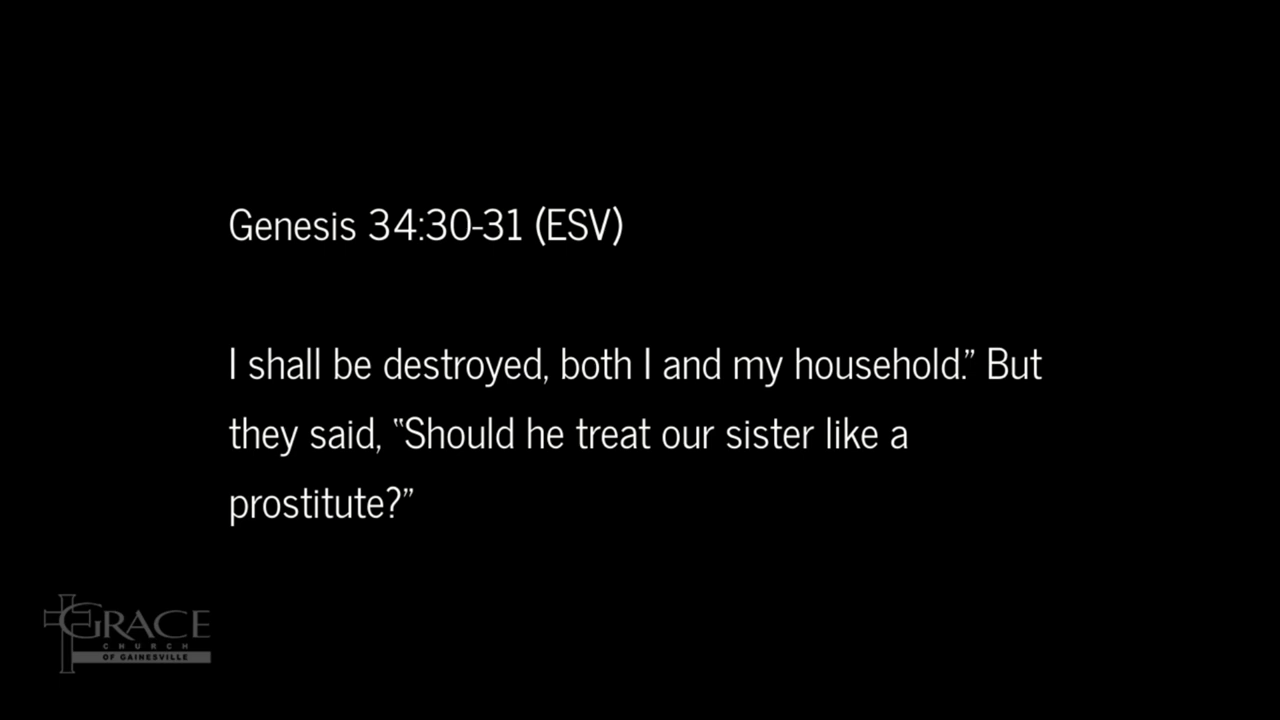 Genesis 34:30-31 (ESV)
I shall be destroyed, both I and my household.” But
they said, “Should he treat our sister like a
prostitute?”
GRACE
CHURCH
OF GAINESVILLE